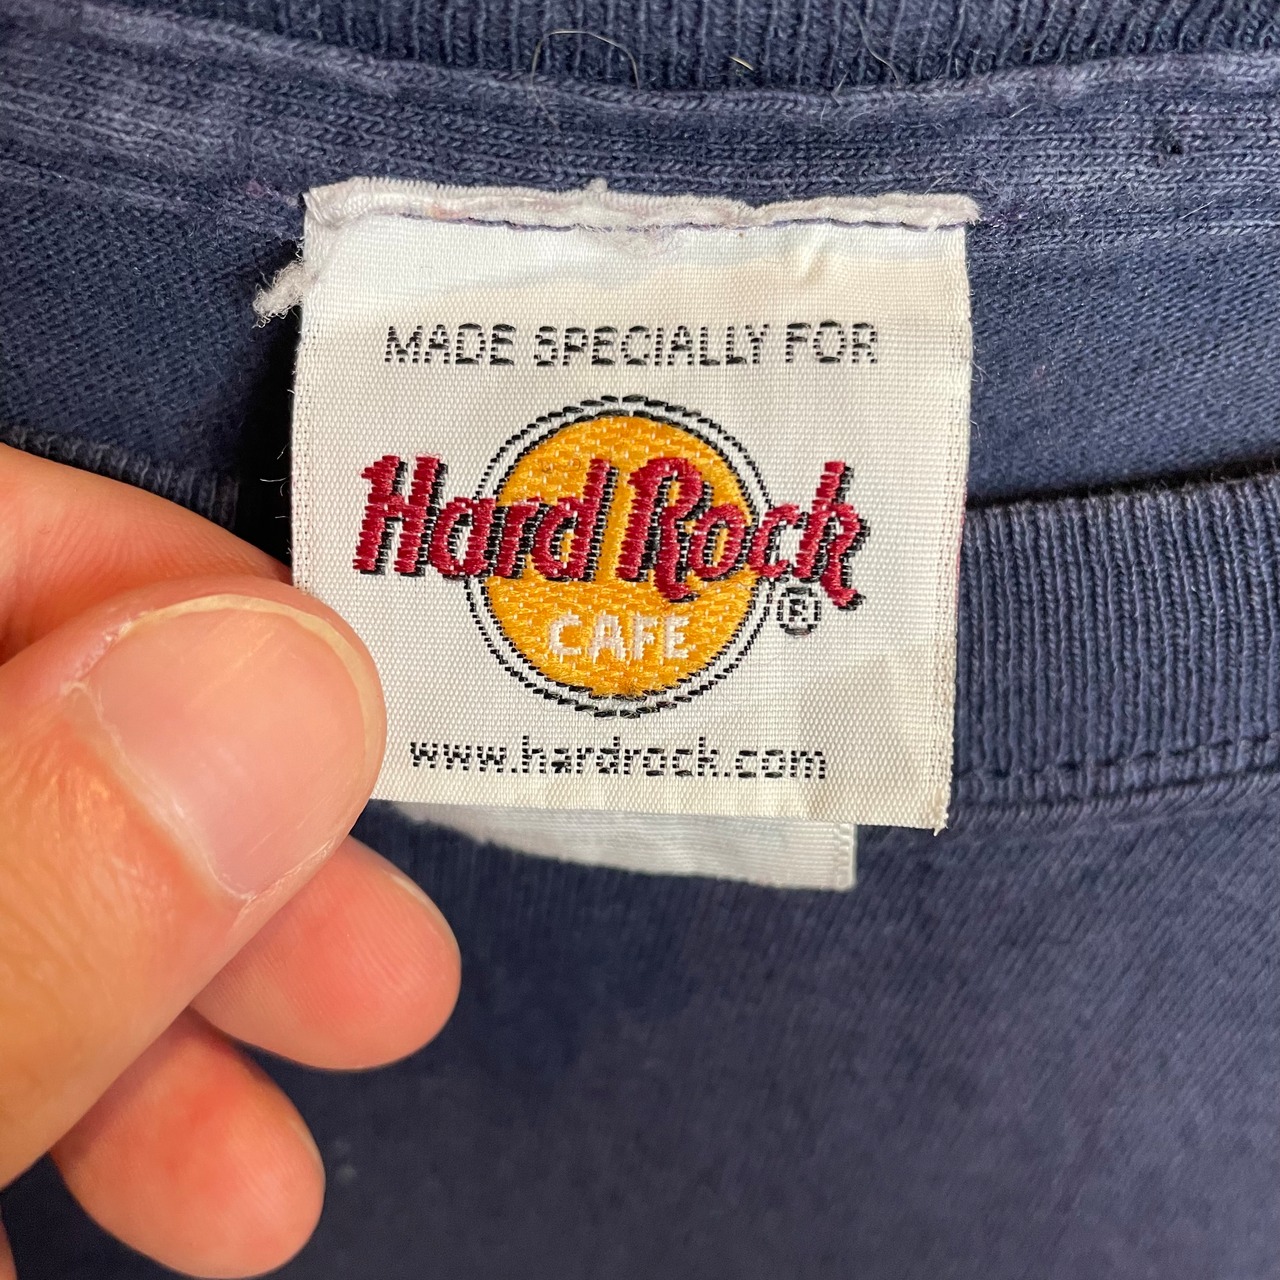 MADE SPECIALLY FOR
Hard Rock
®
CAFE
www.hardrock.com